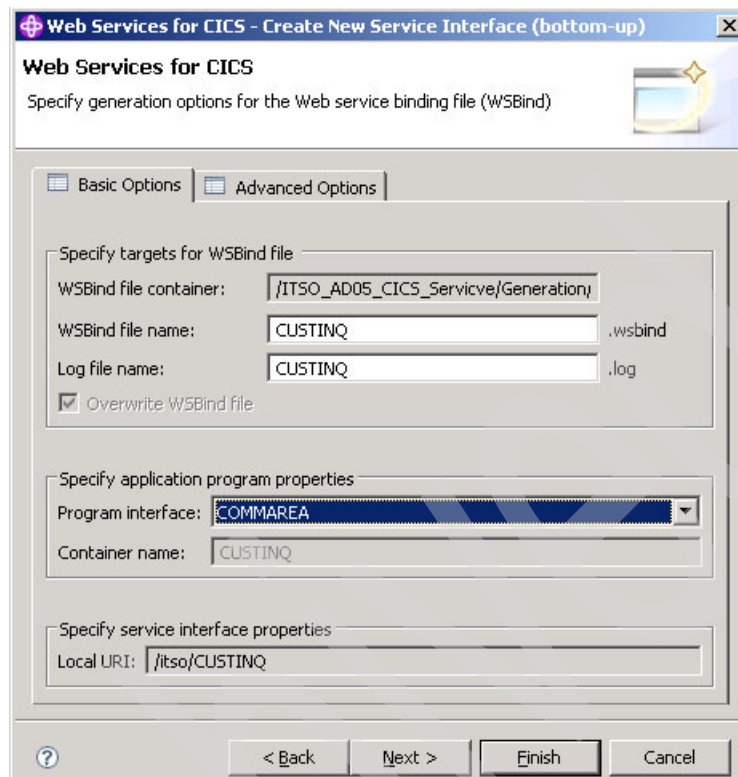 Web Services for CICS - Create New Service Interface (bottom-up)
Web Services for CICS
Specify generation options for the Web service binding file (WSBind)
Basic Options Advanced Options
Specify targets for WSBind file
WSBind file container: /ITSO_AD05_CICS_Servicve/Generation/
WSBind file name: CUSTINQ .wsbind
Log file name: CUSTINQ .log
Overwrite WSBind file
Specify application program properties
Program interface: COMMAREA
Container name: CUSTINQ
Specify service interface properties
Local URI: /itso/CUSTINQ
? < Back Next > Finish Cancel